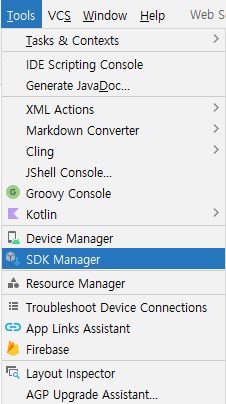 Tools VCS Window Help Web S
Tasks & Contexts
IDE Scripting Console
Generate JavaDoc...
XML Actions
Markdown Converter
Cling
JShell Console...
G Groovy Console
Kotlin
Device Manager
SDK Manager
Resource Manager
Troubleshoot Device Connections
App Links Assistant
Firebase
Layout Inspector
AGP Upgrade Assistant...